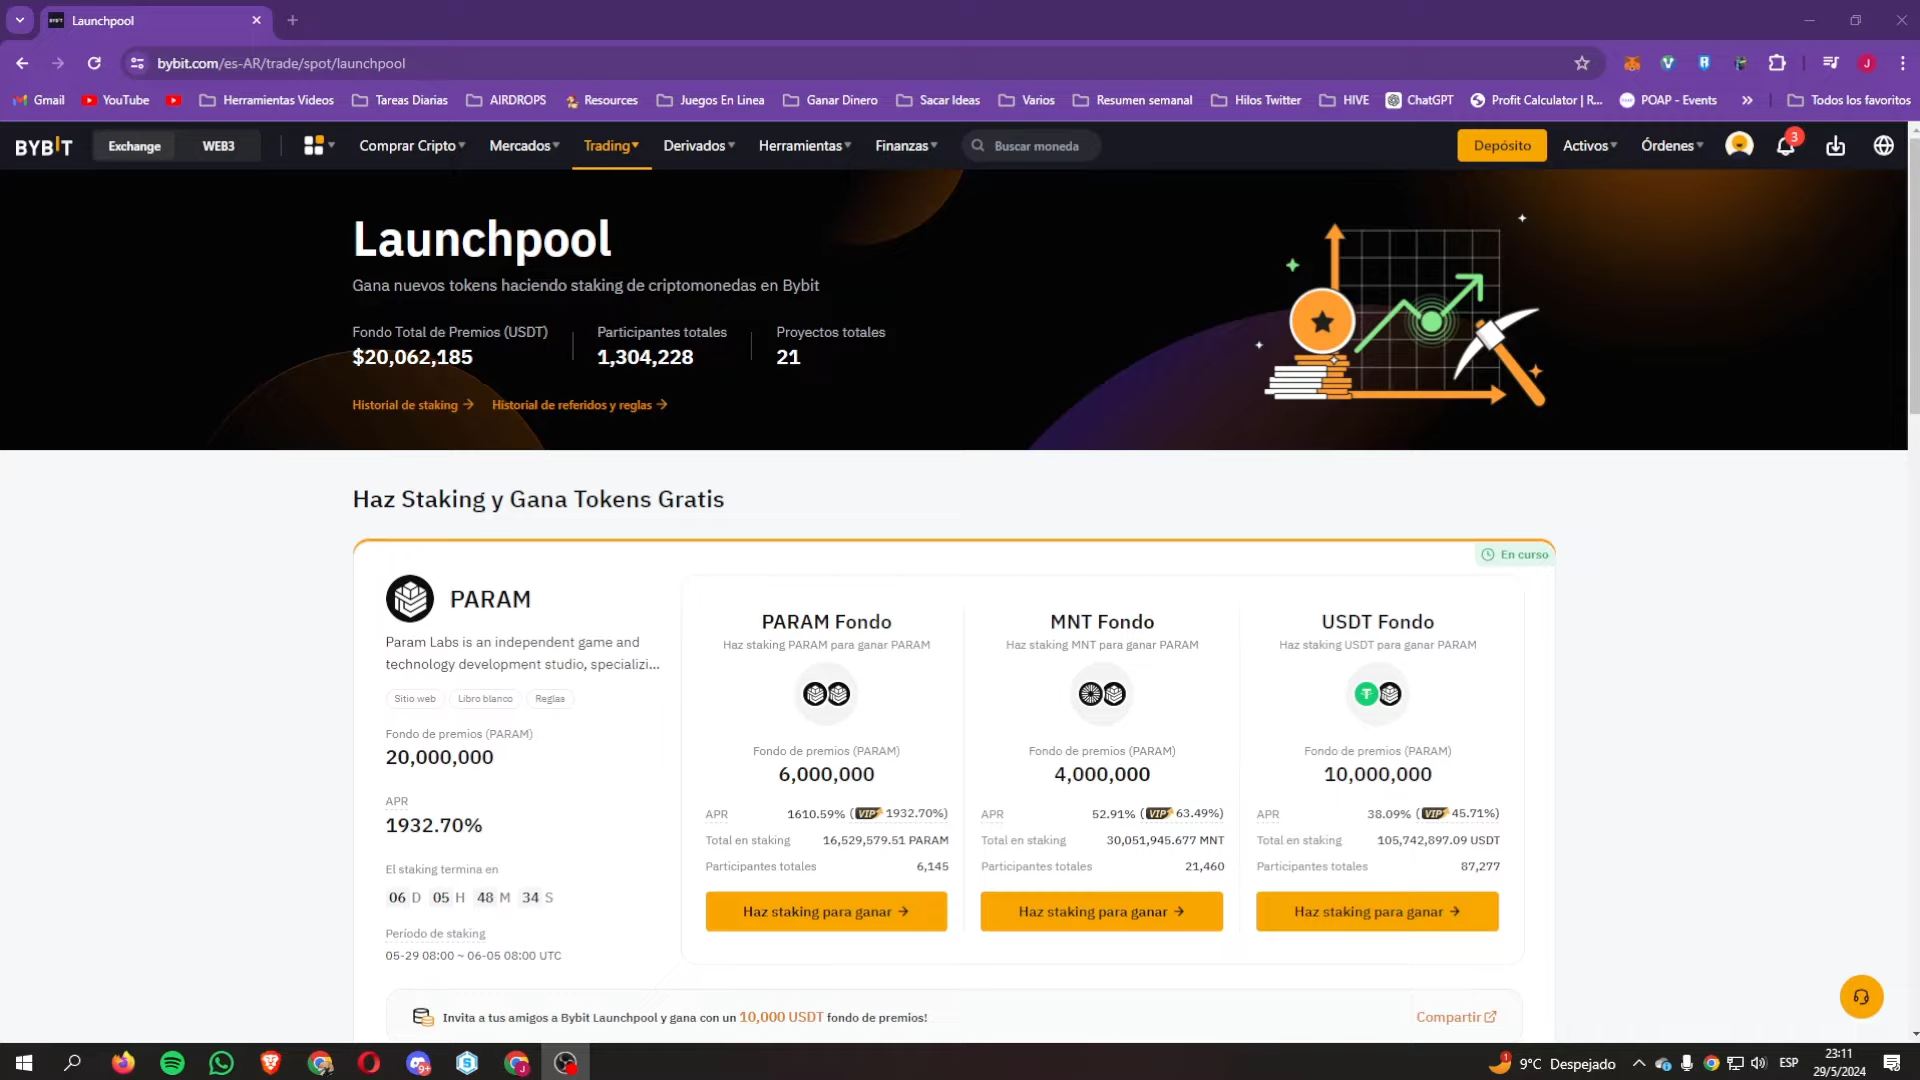 Launchpool
bybit.com/es-AR/trade/spot/launchpool
J
Gmail YouTube Herramientas Videos Tareas Diarias AIRDROPS Resources Juegos En Linea Ganar Dinero Sacar Ideas Varios Resumen semanal Hilos Twitter HIVE ChatGPT Profit Calculator | R... POAP - Events » Todos los favoritos
BYBIT Exchange WEB3 Comprar Cripto Mercados Trading Derivados Herramientas Finanzas Buscar moneda Depósito Activos Órdenes 3
Launchpool
Gana nuevos tokens haciendo staking de criptomonedas en Bybit
Fondo Total de Premios (USDT) Participantes totales Proyectos totales
$20,062,185 1,304,228 21
Historial de staking → Historial de referidos y reglas →
Haz Staking y Gana Tokens Gratis
En curso
PARAM
Param Labs is an independent game and
technology development studio, specializi...
Sitio web Libro blanco Reglas
Fondo de premios (PARAM)
20,000,000
APR
1932.70%
El staking termina en
06 D 05 H 48 M 34 S
Período de staking
05-29 08:00 ~ 06-05 08:00 UTC
PARAM Fondo
Haz staking PARAM para ganar PARAM
Fondo de premios (PARAM)
6,000,000
APR 1610.59% (VIP 1932.70%)
Total en staking 16,529,579.51 PARAM
Participantes totales 6,145
Haz staking para ganar →
MNT Fondo
Haz staking MNT para ganar PARAM
Fondo de premios (PARAM)
4,000,000
APR 52.91% (VIP 63.49%)
Total en staking 30,051,945.677 MNT
Participantes totales 21,460
Haz staking para ganar →
USDT Fondo
Haz staking USDT para ganar PARAM
Fondo de premios (PARAM)
10,000,000
APR 38.09% (VIP 45.71%)
Total en staking 105,742,897.09 USDT
Participantes totales 87,277
Haz staking para ganar →
Invita a tus amigos a Bybit Launchpool y gana con un 10,000 USDT fondo de premios!
Compartir
9+ 1 9°C Despejado ESP 23:11
29/5/2024